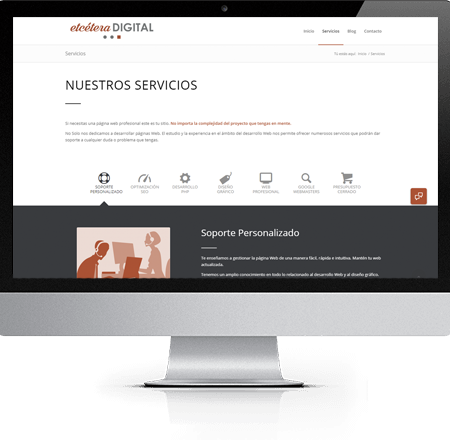 etcétera DIGITAL
Inicio Servicios Blog Contacto
Servicios
Tu estás aquí: Inicio / Servicios
NUESTROS SERVICIOS
Si necesitas una página web profesional este es tu sitio. No importa la complejidad del proyecto que tengas en mente.
No Sólo nos dedicamos a desarrollar páginas Web. El estudio y la experiencia en el ámbito del desarrollo Web nos permite ofrecer numerosos servicios que podrán dar
soporte a cualquier duda o problema que tengas.
SOPORTE PERSONALIZADO
OPTIMIZACIÓN SEO
DESARROLLO PHP
DISEÑO GRÁFICO
WEB PROFESIONAL
GOOGLE WEBMASTERS
PRESUPUESTO CERRADO
Soporte Personalizado
Te enseñamos a gestionar la página Web de una manera fácil, rápida e intuitiva. Mantén tu web
actualizada.
Tenemos un amplio conocimiento en todo lo relacionado al desarrollo Web y al diseño gráfico.